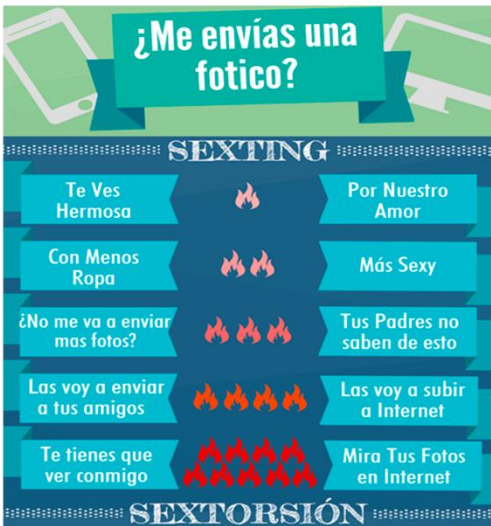 ¿Me envías una
fotico?
SEXTING
Te Ves
Hermosa
Por Nuestro
Amor
Con Menos
Ropa
Más Sexy
¿No me va a enviar
mas fotos?
Tus Padres no
saben de esto
Las voy a enviar
a tus amigos
Las voy a subir
a Internet
Te tienes que
ver conmigo
Mira Tus Fotos
en Internet
SEXTORSIÓN